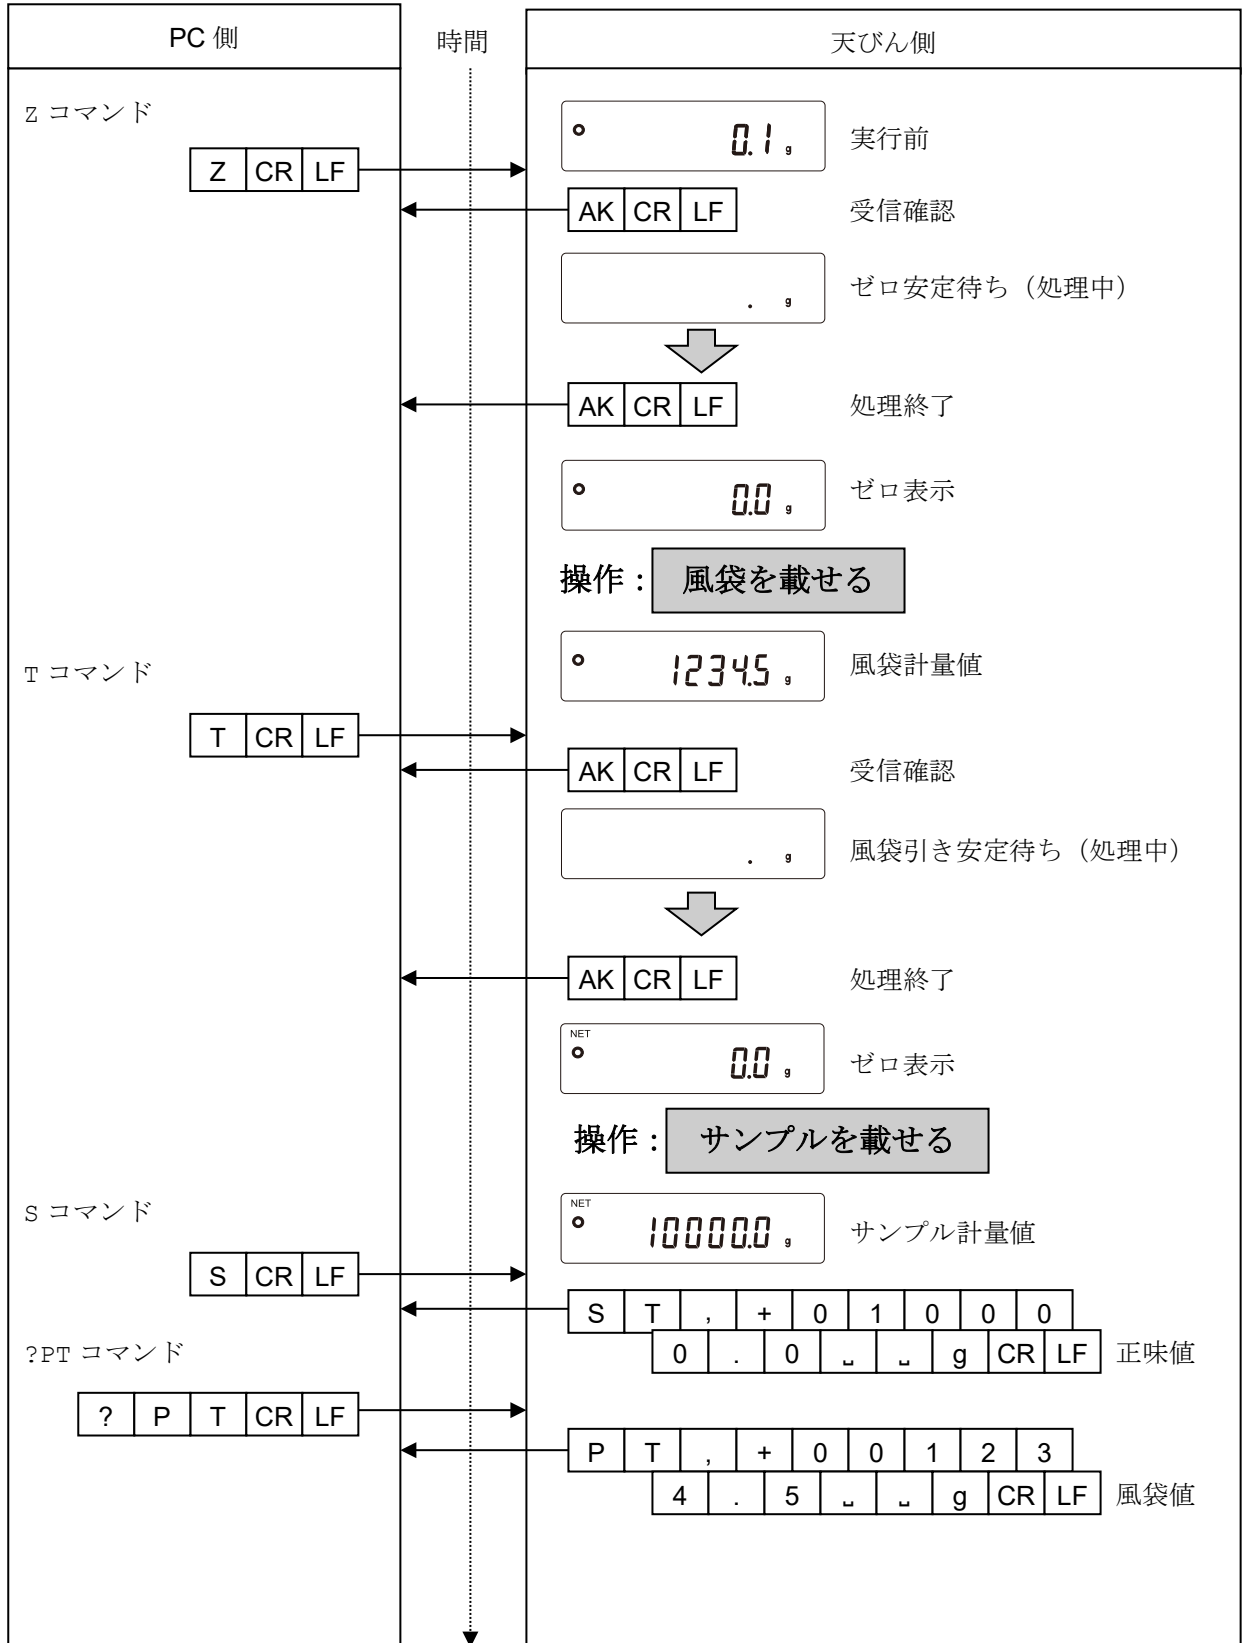 PC 側 時間 天びん側
Z コマンド
0.1 g 実行前
Z CR LF
AK CR LF 受信確認
. g ゼロ安定待ち（処理中）
AK CR LF 処理終了
0.0 g ゼロ表示
操作： 風袋を載せる
T コマンド
1234.5 g 風袋計量値
T CR LF
AK CR LF 受信確認
. g 風袋引き安定待ち（処理中）
AK CR LF 処理終了
NET
0.0 g ゼロ表示
操作： サンプルを載せる
S コマンド
NET
10000.0 g サンプル計量値
S CR LF
S T , + 0 1 0 0 0
0 . 0 ␣ ␣ g CR LF 正味値
?PT コマンド
? P T CR LF
P T , + 0 0 1 2 3
4 . 5 ␣ ␣ g CR LF 風袋値